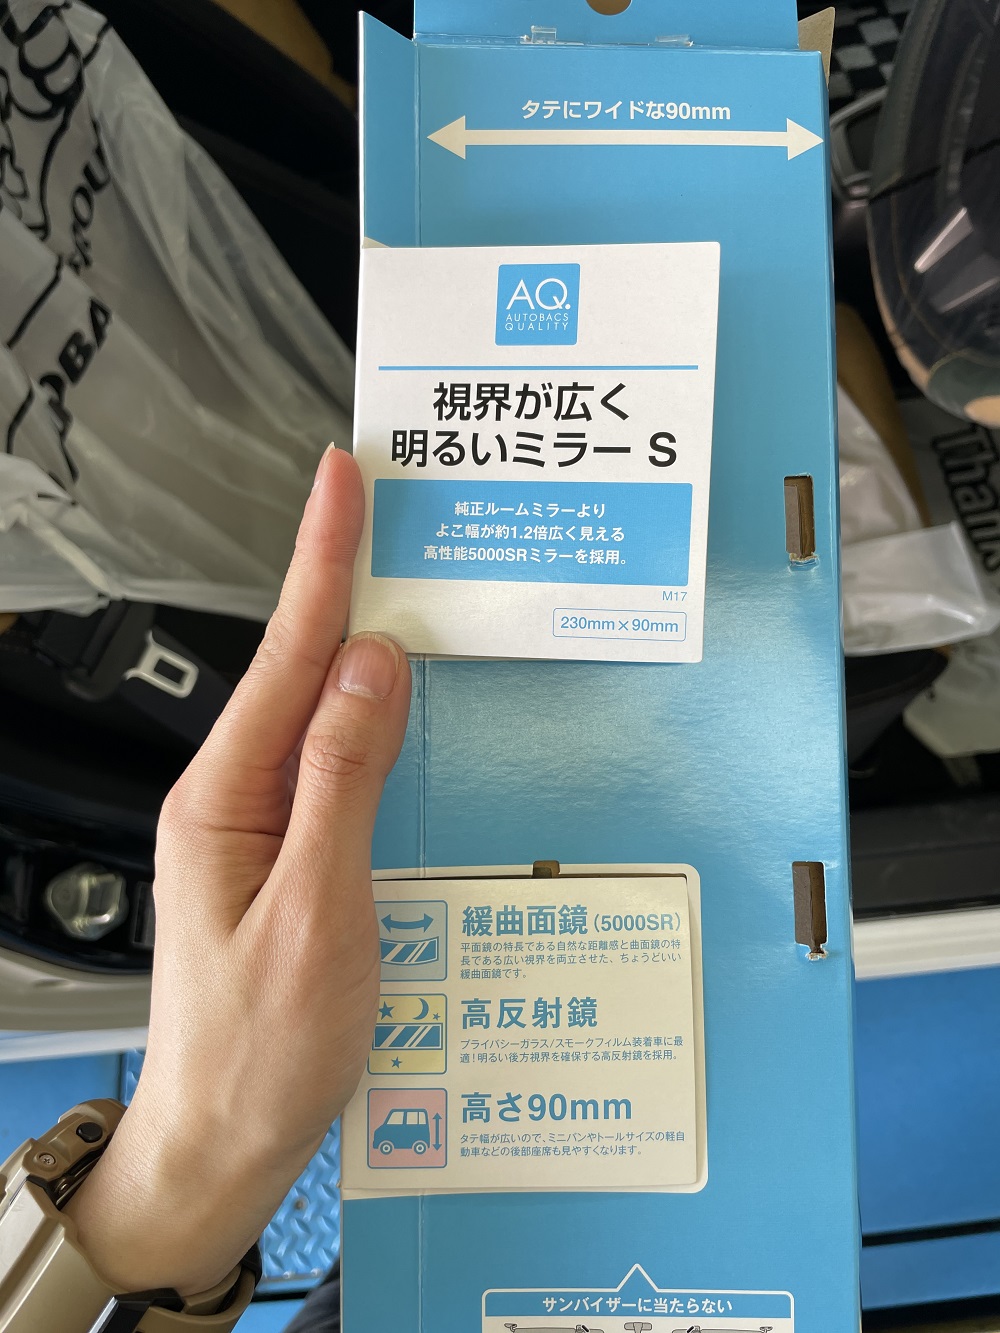 タテにワイドな90mm
AQ.
AUTOBACS
QUALITY
視界が広く
明るいミラー S
純正ルームミラーより
よこ幅が約1.2倍広く見える
高性能5000SRミラーを採用。
M17
230mm×90mm
緩曲面鏡(5000SR)
平面鏡の特長である自然な距離感と曲面鏡の特
長である広い視界を両立させた、ちょうどいい
緩曲面鏡です。
高反射鏡
プライバシーガラス/スモークフィルム装着車に最
適!明るい後方視界を確保する高反射鏡を採用。
高さ90mm
タテ幅が広いので、ミニバンやトールサイズの軽自
動車などの後部座席も見やすくなります。
サンバイザーに当たらない
Thank